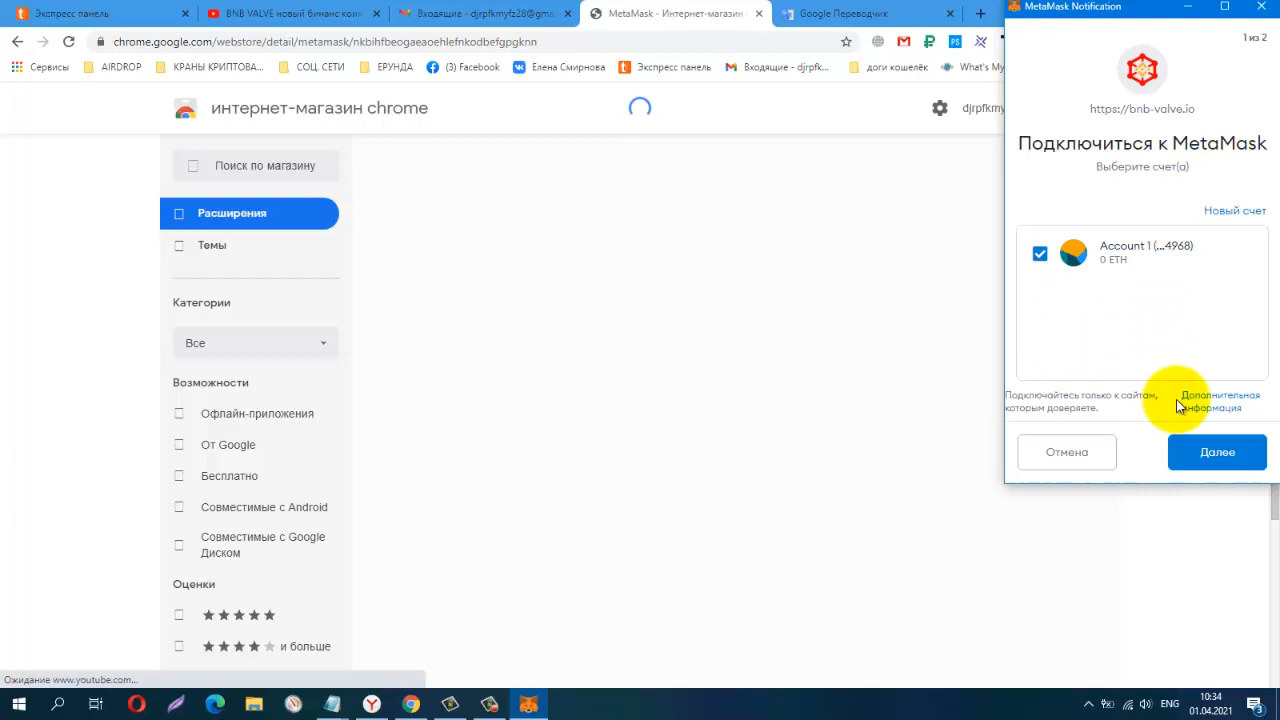 Экспресс панель
BNB VALVE новый бинанс коин
Входящие - djrpfkmyfz28@gma
MetaMask - Интернет-магазин
Google Переводчик
chrome.google.com/webstore/detail/metamask/nkbihfbeogaeaoehlefnkodbefgpgknn
Сервисы
AIRDROP
КРАНЫ КРИПТОВА...
СОЦ. СЕТИ
ЕРУНДА
(3) Facebook
Елена Смирнова
Экспресс панель
Входящие - djrpfk...
доги кошелёк
What's My
интернет-магазин chrome
djrpfkmy
Поиск по магазину
Расширения
Темы
Категории
Все
Возможности
Офлайн-приложения
От Google
Бесплатно
Совместимые с Android
Совместимые с Google
Диском
Оценки
и больше
Ожидание www.youtube.com...
MetaMask Notification
1 из 2
https://bnb-valve.io
Подключиться к MetaMask
Выберите счет(а)
Новый счет
Account 1 (...4968)
0 ETH
Подключайтесь только к сайтам,
которым доверяете.
Дополнительная
информация
Отмена
Далее
ENG
10:34
01.04.2021
3